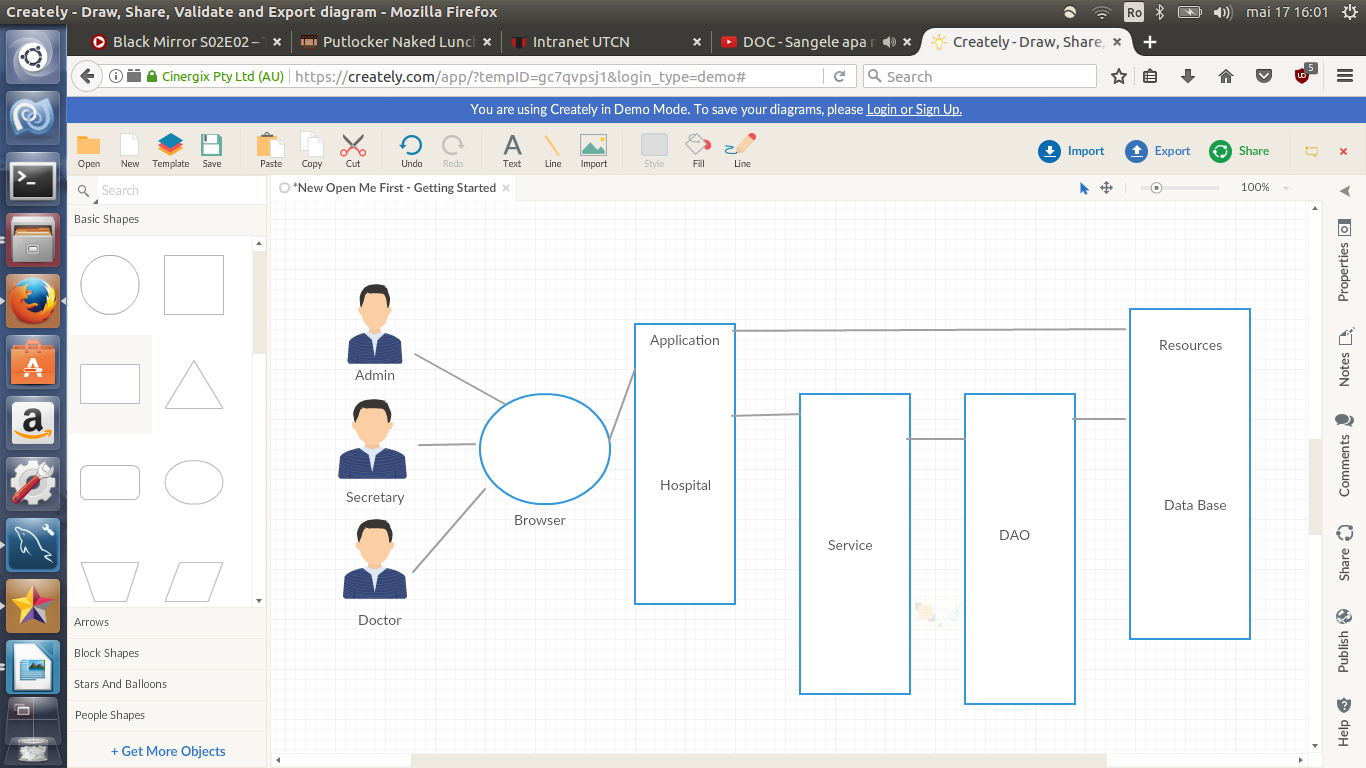 Creately - Draw, Share, Validate and Export diagram - Mozilla Firefox
Ro
mai 17 16:01
Black Mirror S02E02 –
Putlocker Naked Lunc
Intranet UTCN
DOC - Sangele apa
Creately - Draw, Share,
Cinergix Pty Ltd (AU)
https://creately.com/app/?tempID=gc7qvpsj1&login_type=demo#
Search
5
You are using Creately in Demo Mode. To save your diagrams, please Login or Sign Up.
Open
New
Template
Save
Paste
Copy
Cut
Undo
Redo
Text
Line
Import
Style
Fill
Line
Import
Export
Share
Search
*New Open Me First - Getting Started
100%
Basic Shapes
Arrows
Block Shapes
Stars And Balloons
People Shapes
+ Get More Objects
Admin
Secretary
Doctor
Browser
Application
Hospital
Service
DAO
Resources
Data Base
Properties
Notes
Comments
Share
Publish
Help